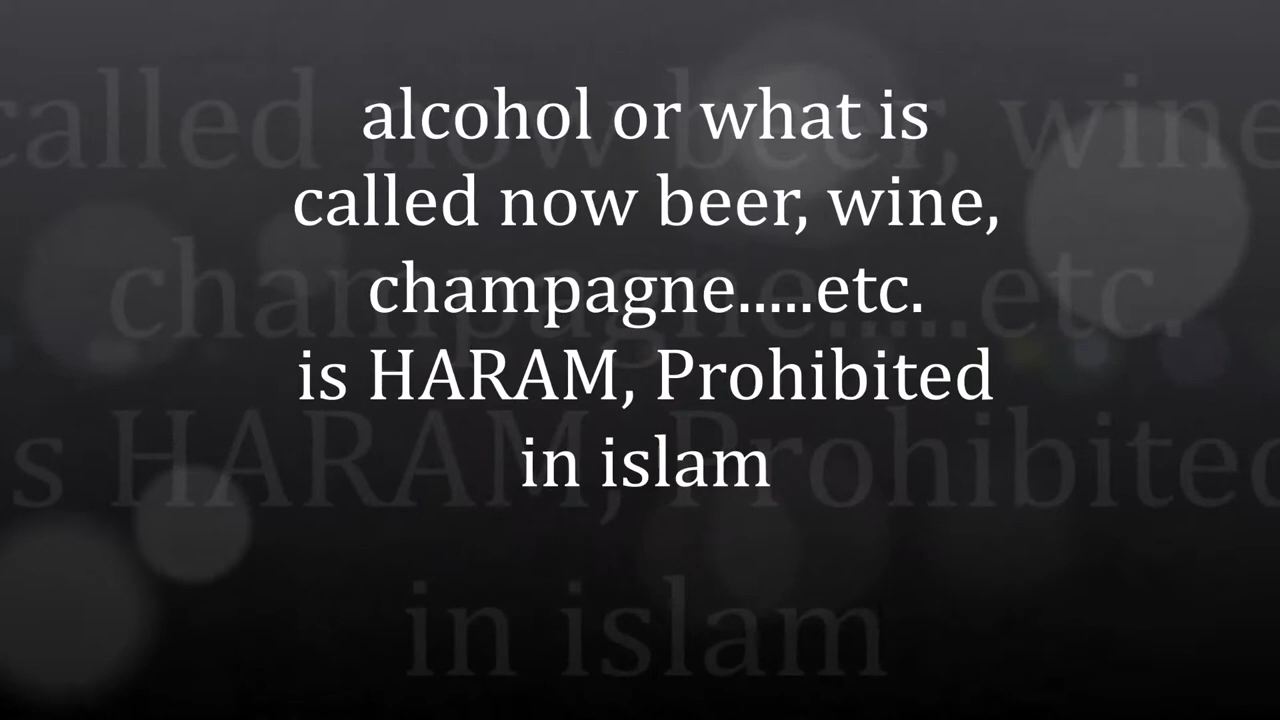 alcohol or what is
called now beer, wine,
champagne.....etc.
is HARAM, Prohibited
in islam